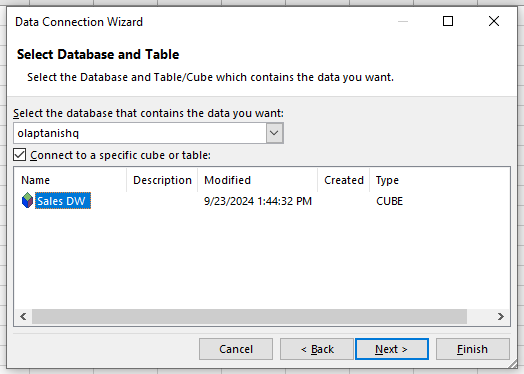 Data Connection Wizard
Select Database and Table
Select the Database and Table/Cube which contains the data you want.
Select the database that contains the data you want:
olaptanishq
Connect to a specific cube or table:
Name Description Modified Created Type
Sales DW 9/23/2024 1:44:32 PM CUBE
Cancel < Back Next > Finish